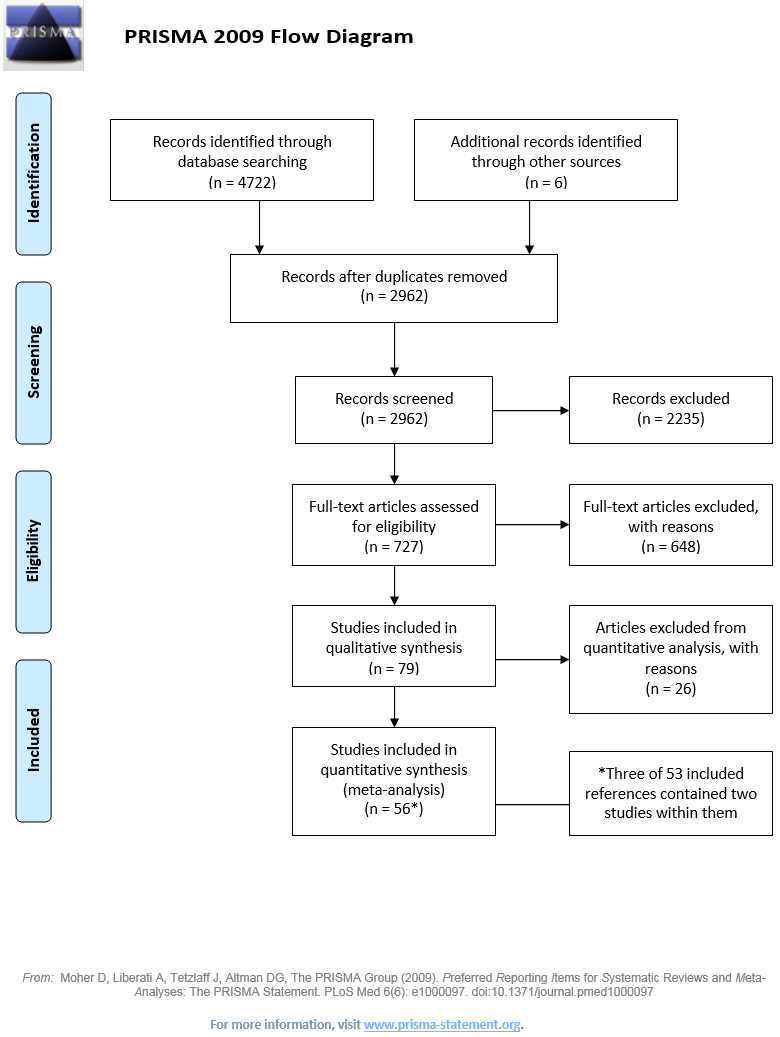 PRISMA
PRISMA 2009 Flow Diagram
Identification
Records identified through
database searching
(n = 4722)
Additional records identified
through other sources
(n = 6)
Records after duplicates removed
(n = 2962)
Screening
Records screened
(n = 2962)
Records excluded
(n = 2235)
Eligibility
Full-text articles assessed
for eligibility
(n = 727)
Full-text articles excluded,
with reasons
(n = 648)
Studies included in
qualitative synthesis
(n = 79)
Articles excluded from
quantitative analysis, with
reasons
(n = 26)
Included
Studies included in
quantitative synthesis
(meta-analysis)
(n = 56*)
*Three of 53 included
references contained two
studies within them
From: Moher D, Liberati A, Tetzlaff J, Altman DG, The PRISMA Group (2009). Preferred Reporting Items for Systematic Reviews and Meta-
Analyses: The PRISMA Statement. PLoS Med 6(6): e1000097. doi:10.1371/journal.pmed1000097
For more information, visit www.prisma-statement.org.